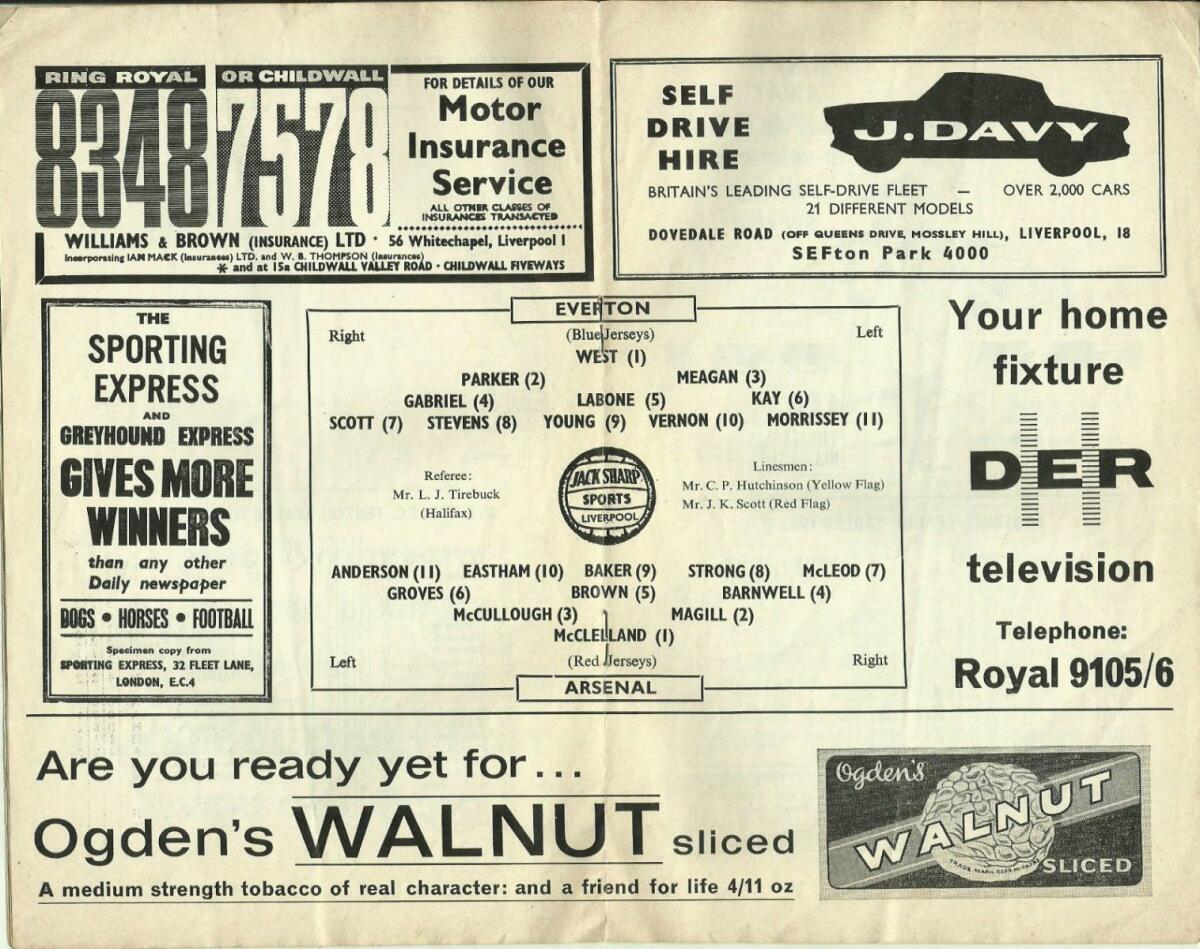 RING ROYAL OR CHILDWALL
8348 7578
FOR DETAILS OF OUR
Motor
Insurance
Service
ALL OTHER CLASSES OF
INSURANCES TRANSACTED
WILLIAMS & BROWN (INSURANCE) LTD · 56 Whitechapel, Liverpool 1
Incorporating IAN MACK (Insurances) LTD. and W. B. THOMPSON (Insurances)
* and at 15a CHILDWALL VALLEY ROAD · CHILDWALL FIVEWAYS
SELF
DRIVE
HIRE
J. DAVY
BRITAIN'S LEADING SELF-DRIVE FLEET — OVER 2,000 CARS
21 DIFFERENT MODELS
DOVEDALE ROAD (OFF QUEENS DRIVE, MOSSLEY HILL), LIVERPOOL, 18
SEFton Park 4000
THE
SPORTING
EXPRESS
AND
GREYHOUND EXPRESS
GIVES MORE
WINNERS
than any other
Daily newspaper
DOGS • HORSES • FOOTBALL
Specimen copy from
SPORTING EXPRESS, 32 FLEET LANE,
LONDON, E.C.4
EVERTON
Right (Blue Jerseys) Left
WEST (1)
PARKER (2) MEAGAN (3)
GABRIEL (4) LABONE (5) KAY (6)
SCOTT (7) STEVENS (8) YOUNG (9) VERNON (10) MORRISSEY (11)
Referee:
Mr. L. J. Tirebuck
(Halifax)
JACK SHARP
SPORTS
LIVERPOOL
Linesmen:
Mr. C. P. Hutchinson (Yellow Flag)
Mr. J. K. Scott (Red Flag)
ANDERSON (11) EASTHAM (10) BAKER (9) STRONG (8) McLEOD (7)
GROVES (6) BROWN (5) BARNWELL (4)
McCULLOUGH (3) MAGILL (2)
McCLELLAND (1)
Left (Red Jerseys) Right
ARSENAL
Your home
fixture
DER
television
Telephone:
Royal 9105/6
Are you ready yet for...
Ogden's WALNUT sliced
A medium strength tobacco of real character: and a friend for life 4/11 oz
Ogden's
WALNUT
SLICED